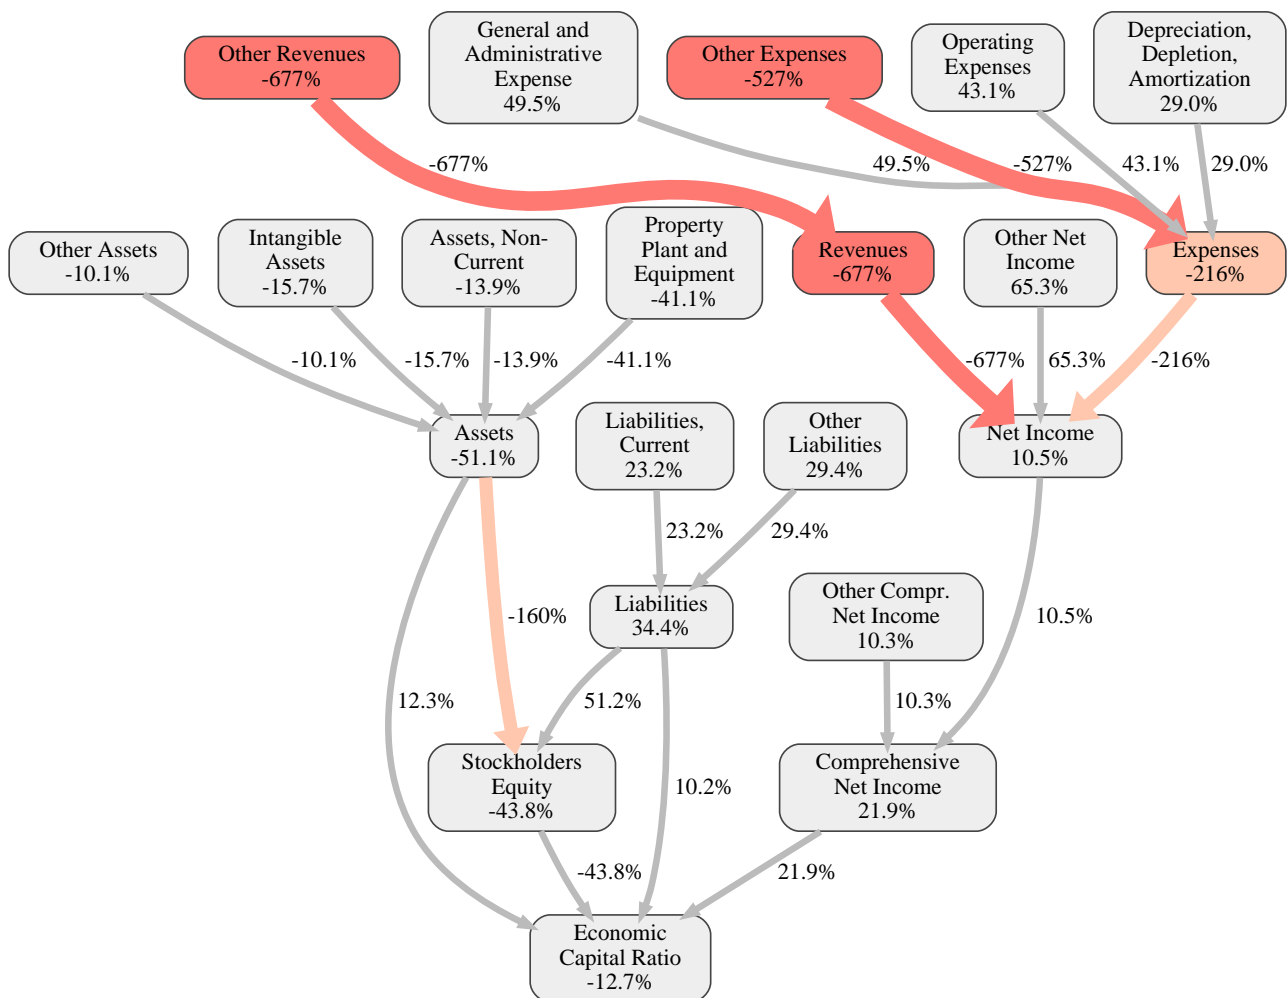 Other Revenues
-677%
General and
Administrative
Expense
49.5%
Other Expenses
-527%
Operating
Expenses
43.1%
Depreciation,
Depletion,
Amortization
29.0%
-677%
49.5%
-527%
43.1%
29.0%
Other Assets
-10.1%
Intangible
Assets
-15.7%
Assets, Non-
Current
-13.9%
Property
Plant and
Equipment
-41.1%
Revenues
-677%
Other Net
Income
65.3%
Expenses
-216%
-10.1%
-15.7%
-13.9%
-41.1%
-677%
65.3%
-216%
Assets
-51.1%
Liabilities,
Current
23.2%
Other
Liabilities
29.4%
Net Income
10.5%
23.2%
29.4%
-160%
Liabilities
34.4%
Other Compr.
Net Income
10.3%
10.5%
12.3%
51.2%
10.3%
Stockholders
Equity
-43.8%
10.2%
Comprehensive
Net Income
21.9%
-43.8%
21.9%
Economic
Capital Ratio
-12.7%